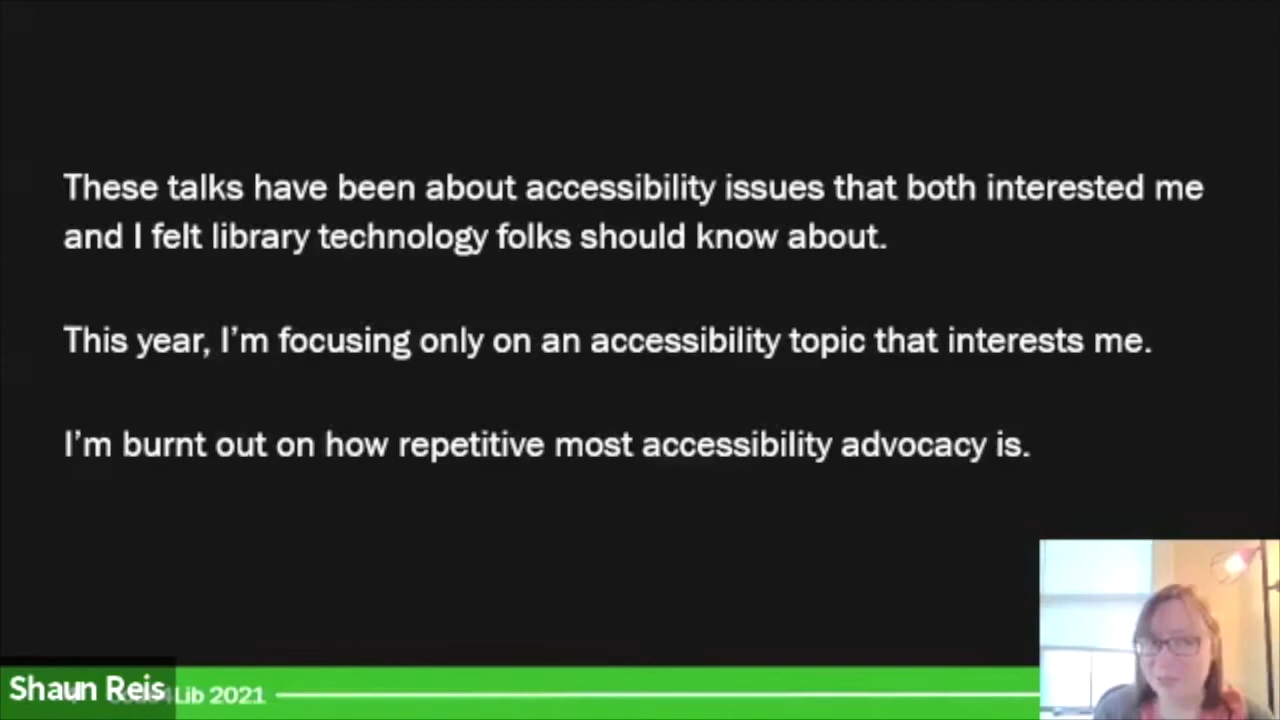 These talks have been about accessibility issues that both interested me
and I felt library technology folks should know about.
This year, I'm focusing only on an accessibility topic that interests me.
I'm burnt out on how repetitive most accessibility advocacy is.
Shaun Reis
4Lib 2021